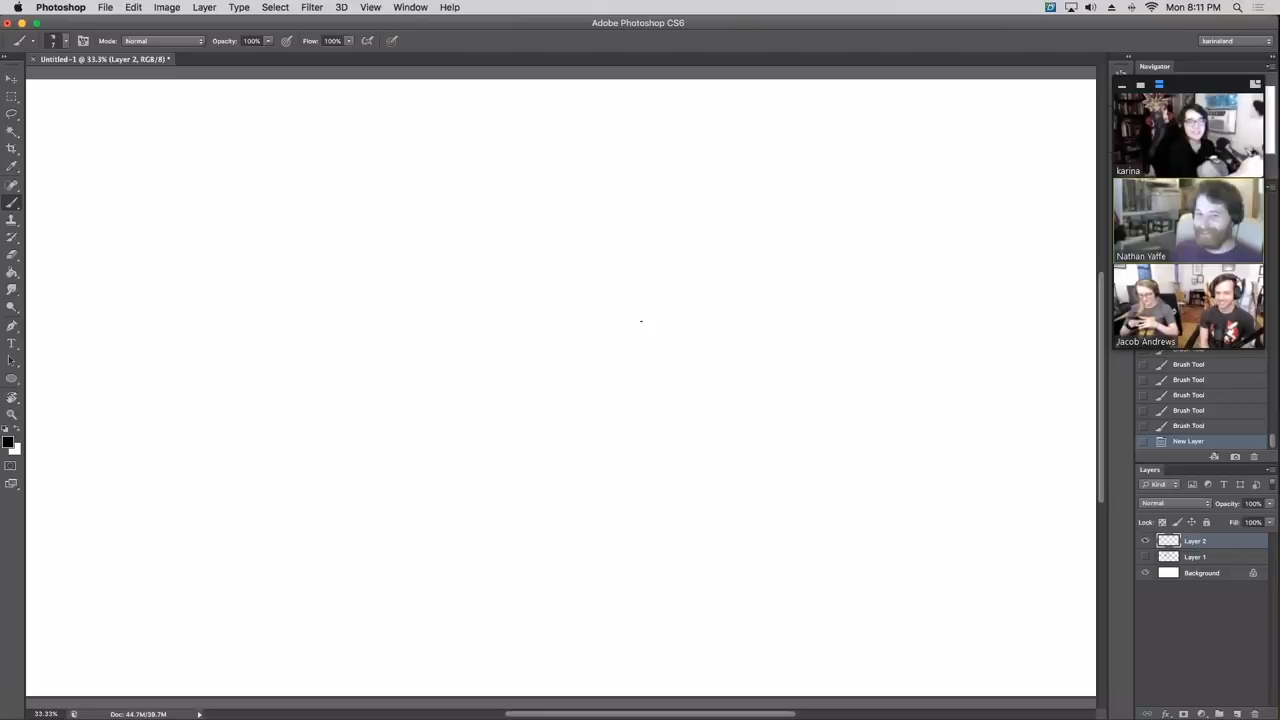 Photoshop File Edit Image Layer Type Select Filter 3D View Window Help Mon 8:11 PM
Adobe Photoshop CS6
7 Mode: Normal Opacity: 100% Flow: 100% karinsland
× Untitled-1 @ 33.3% (Layer 2, RGB/8) *
Navigator
karina
Nathan Yaffe
Jacob Andrews
Brush Tool
Brush Tool
Brush Tool
Brush Tool
Brush Tool
New Layer
Layers
Kind
Normal Opacity: 100%
Lock: Fill: 100%
Layer 2
Layer 1
Background
33.33% Doc: 44.7M/39.7M